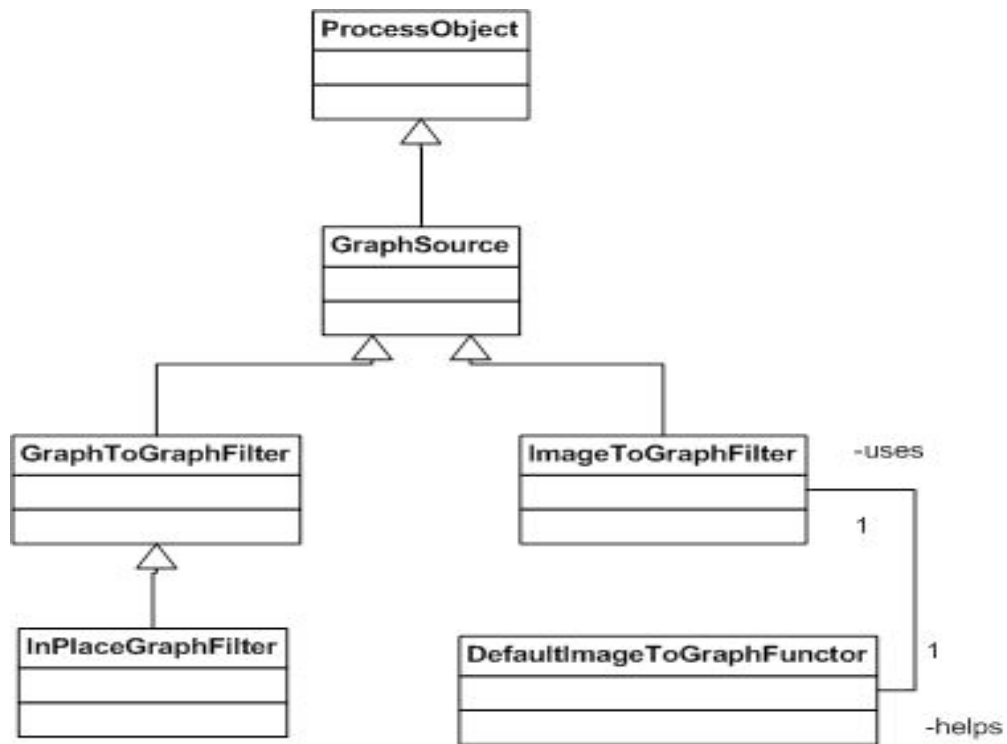 ProcessObject
GraphSource
GraphToGraphFilter
ImageToGraphFilter
-uses
1
InPlaceGraphFilter
DefaultImageToGraphFunctor
1
-helps